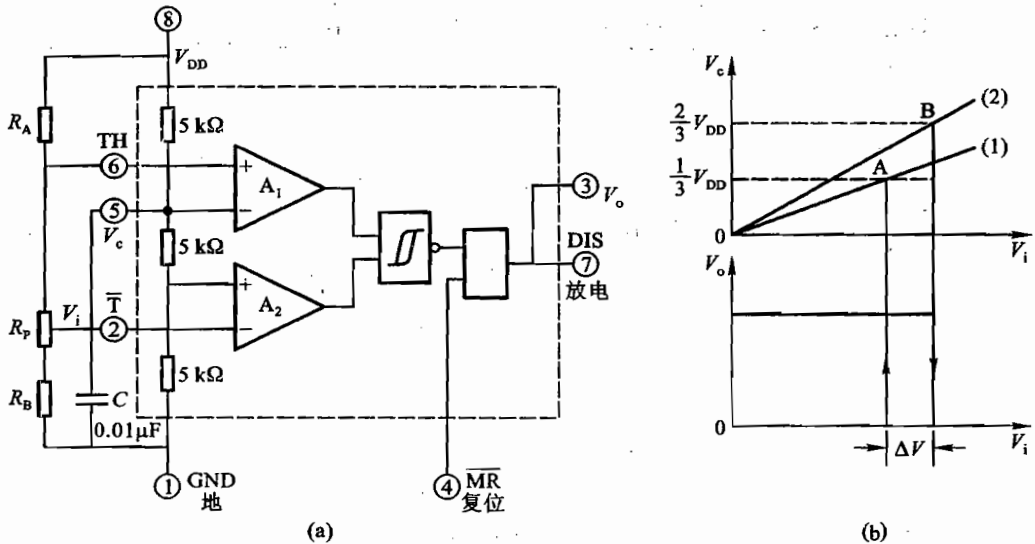 ⑧
V_DD
R_A
5 kΩ
TH
⑥
+
A₁
−
⑤
V_c
5 kΩ
③ V_o
DIS
⑦
放电
+
A₂
−
V_i
T̅
②
R_P
5 kΩ
R_B
C
0.01μF
① GND
地
④ M̅R̅
复位
(a)
V_c
(2)
B
2/3 V_DD
(1)
A
1/3 V_DD
0
V_i
V_o
0
V_i
ΔV
(b)